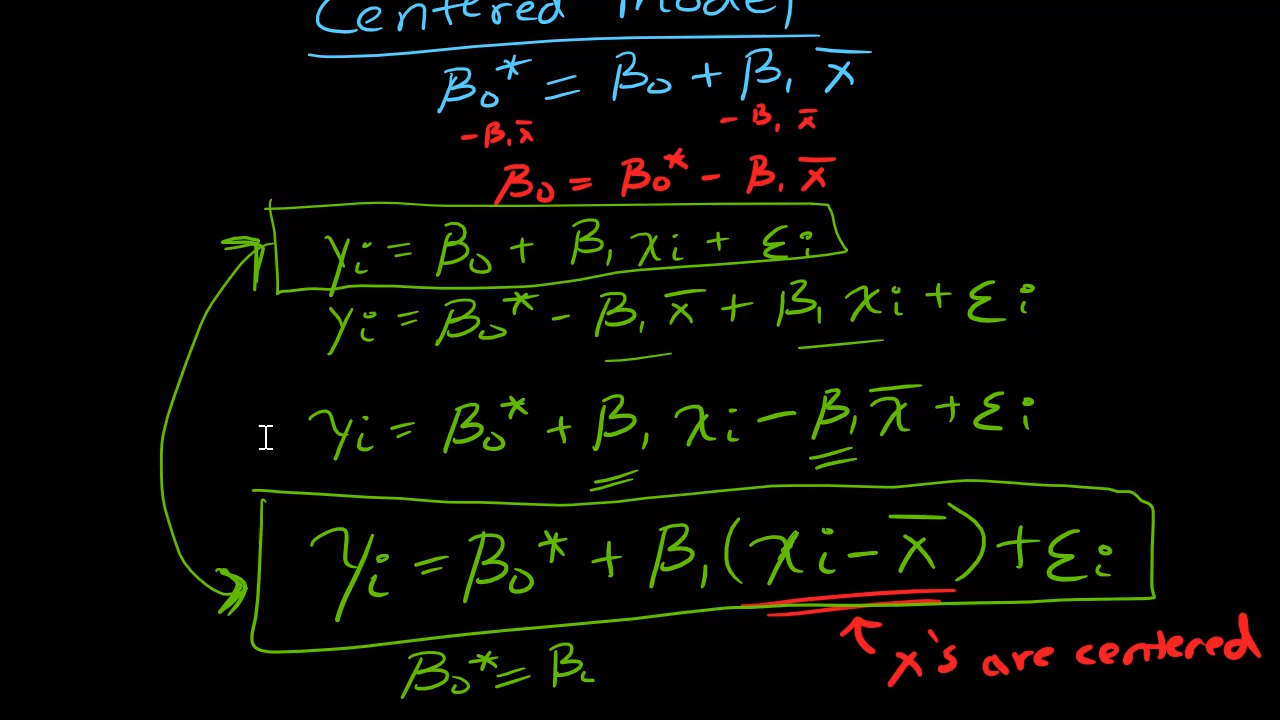 Centered Model
β₀* = β₀ + β₁ x̄
- β₁ x̄ - β₁ x̄
β₀ = β₀* - β₁ x̄
yᵢ = β₀ + β₁ xᵢ + εᵢ
yᵢ = β₀* - β₁ x̄ + β₁ xᵢ + εᵢ
yᵢ = β₀* + β₁ xᵢ - β₁ x̄ + εᵢ
yᵢ = β₀* + β₁ (xᵢ - x̄) + εᵢ
x's are centered
β₀* = β